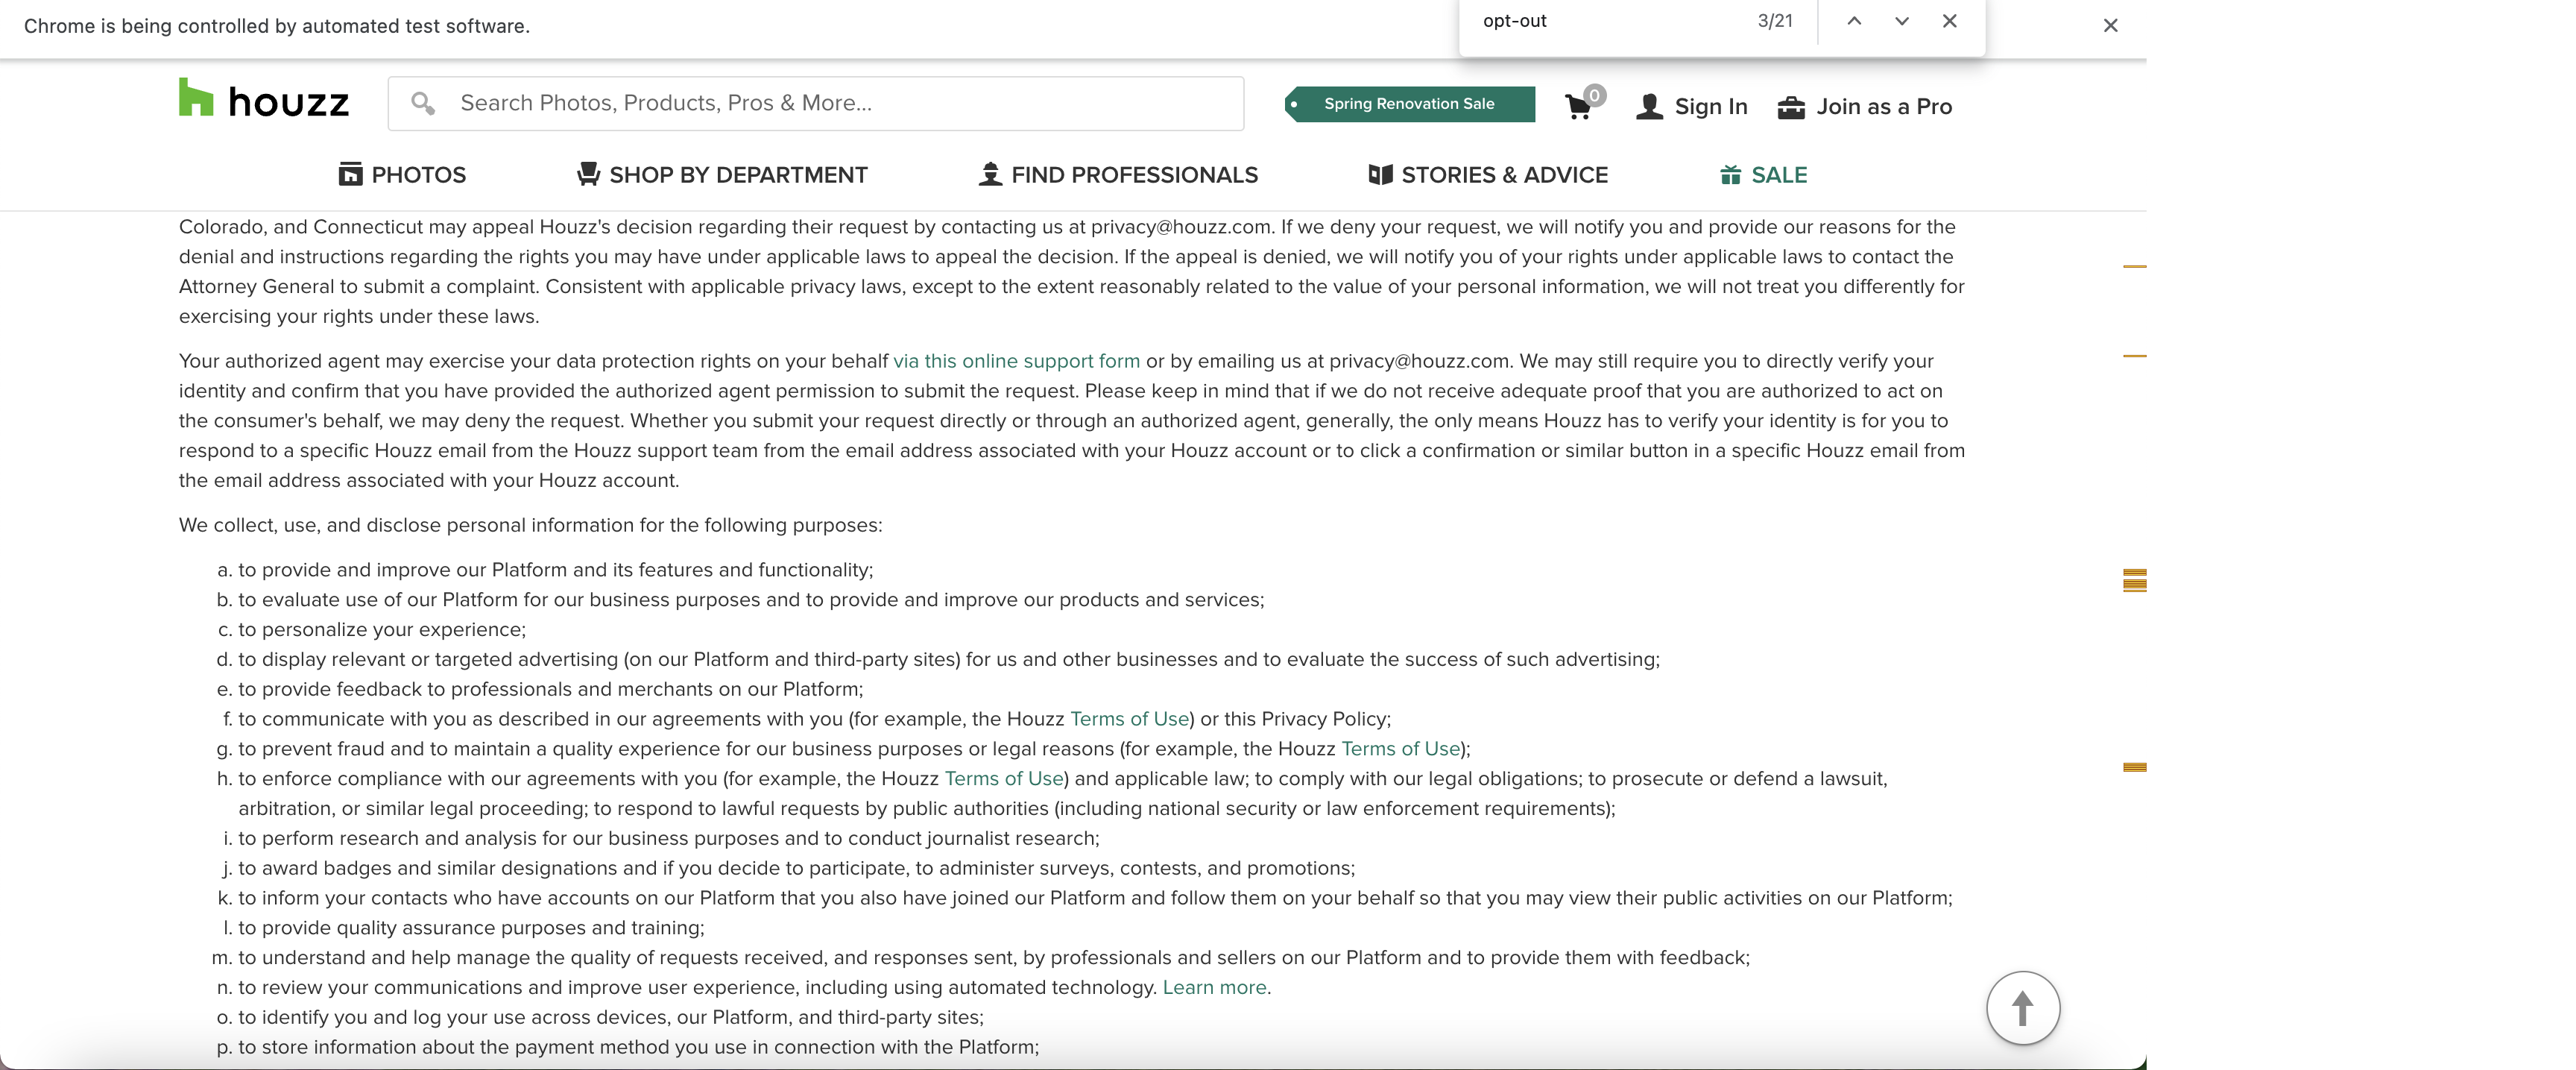 Chrome is being controlled by automated test software.
opt-out 3/21
houzz
Search Photos, Products, Pros & More...
Spring Renovation Sale
0
Sign In
Join as a Pro
PHOTOS
SHOP BY DEPARTMENT
FIND PROFESSIONALS
STORIES & ADVICE
SALE
Colorado, and Connecticut may appeal Houzz's decision regarding their request by contacting us at privacy@houzz.com. If we deny your request, we will notify you and provide our reasons for the
denial and instructions regarding the rights you may have under applicable laws to appeal the decision. If the appeal is denied, we will notify you of your rights under applicable laws to contact the
Attorney General to submit a complaint. Consistent with applicable privacy laws, except to the extent reasonably related to the value of your personal information, we will not treat you differently for
exercising your rights under these laws.
Your authorized agent may exercise your data protection rights on your behalf via this online support form or by emailing us at privacy@houzz.com. We may still require you to directly verify your
identity and confirm that you have provided the authorized agent permission to submit the request. Please keep in mind that if we do not receive adequate proof that you are authorized to act on
the consumer's behalf, we may deny the request. Whether you submit your request directly or through an authorized agent, generally, the only means Houzz has to verify your identity is for you to
respond to a specific Houzz email from the Houzz support team from the email address associated with your Houzz account or to click a confirmation or similar button in a specific Houzz email from
the email address associated with your Houzz account.
We collect, use, and disclose personal information for the following purposes:
a. to provide and improve our Platform and its features and functionality;
b. to evaluate use of our Platform for our business purposes and to provide and improve our products and services;
c. to personalize your experience;
d. to display relevant or targeted advertising (on our Platform and third-party sites) for us and other businesses and to evaluate the success of such advertising;
e. to provide feedback to professionals and merchants on our Platform;
f. to communicate with you as described in our agreements with you (for example, the Houzz Terms of Use) or this Privacy Policy;
g. to prevent fraud and to maintain a quality experience for our business purposes or legal reasons (for example, the Houzz Terms of Use);
h. to enforce compliance with our agreements with you (for example, the Houzz Terms of Use) and applicable law; to comply with our legal obligations; to prosecute or defend a lawsuit,
arbitration, or similar legal proceeding; to respond to lawful requests by public authorities (including national security or law enforcement requirements);
i. to perform research and analysis for our business purposes and to conduct journalist research;
j. to award badges and similar designations and if you decide to participate, to administer surveys, contests, and promotions;
k. to inform your contacts who have accounts on our Platform that you also have joined our Platform and follow them on your behalf so that you may view their public activities on our Platform;
l. to provide quality assurance purposes and training;
m. to understand and help manage the quality of requests received, and responses sent, by professionals and sellers on our Platform and to provide them with feedback;
n. to review your communications and improve user experience, including using automated technology. Learn more.
o. to identify you and log your use across devices, our Platform, and third-party sites;
p. to store information about the payment method you use in connection with the Platform;